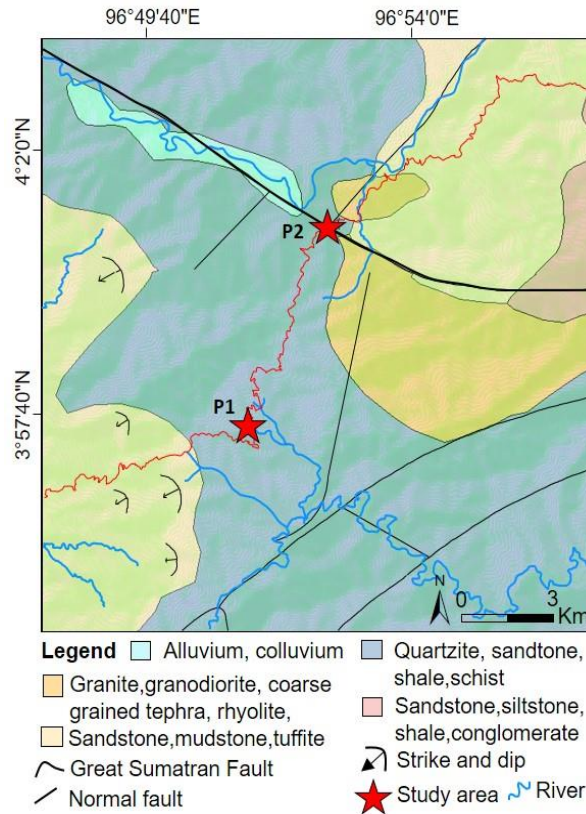 96°49'40"E 96°54'0"E
4°2'0"N
P2
3°57'40"N
P1
N
0 3
Km
Legend Alluvium, colluvium
Quartzite, sandtone,
shale,schist
Granite,granodiorite, coarse
grained tephra, rhyolite,
Sandstone,siltstone,
shale,conglomerate
Sandstone,mudstone,tuffite
Strike and dip
Great Sumatran Fault
Normal fault
Study area River